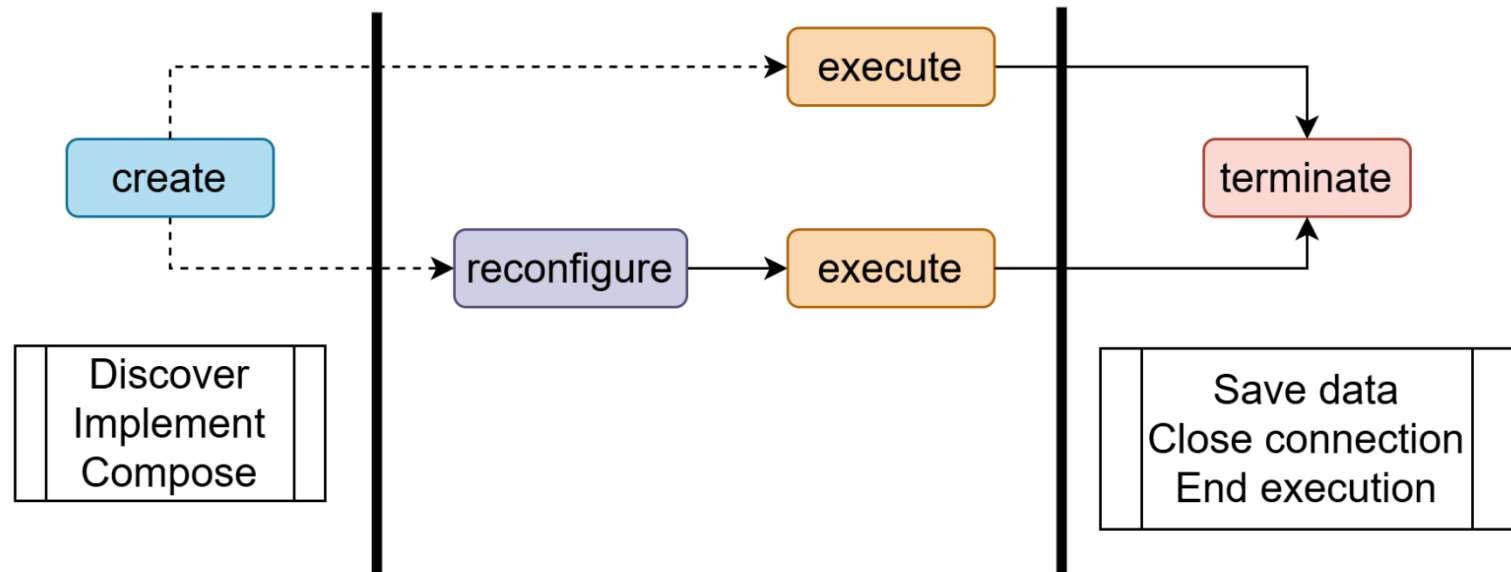 execute
create
terminate
reconfigure
execute
Discover
Implement
Compose
Save data
Close connection
End execution